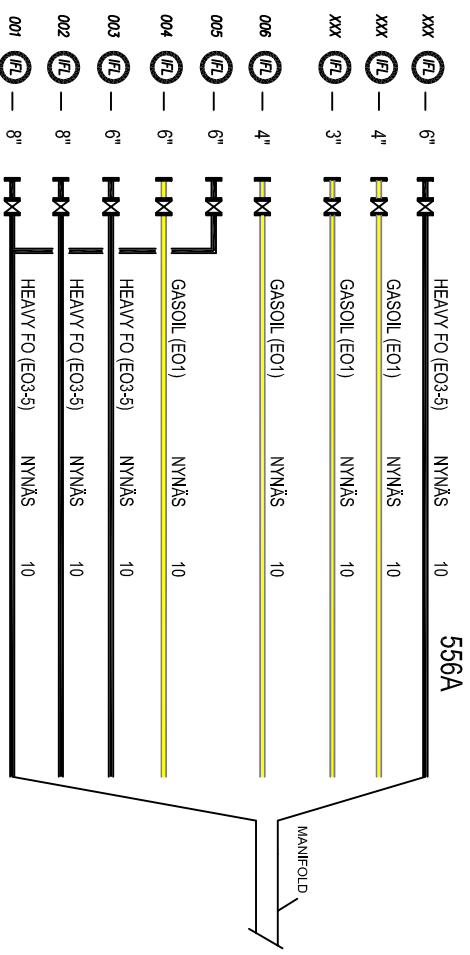 556A
XXX IFL 6" HEAVY FO (EO3-5) NYNÄS 10
XXX IFL 4" GASOIL (EO1) NYNÄS 10
XXX IFL 3" GASOIL (EO1) NYNÄS 10
MANIFOLD
006 IFL 4" GASOIL (EO1) NYNÄS 10
005 IFL 6"
004 IFL 6" GASOIL (EO1) NYNÄS 10
003 IFL 6" HEAVY FO (EO3-5) NYNÄS 10
002 IFL 8" HEAVY FO (EO3-5) NYNÄS 10
001 IFL 8" HEAVY FO (EO3-5) NYNÄS 10